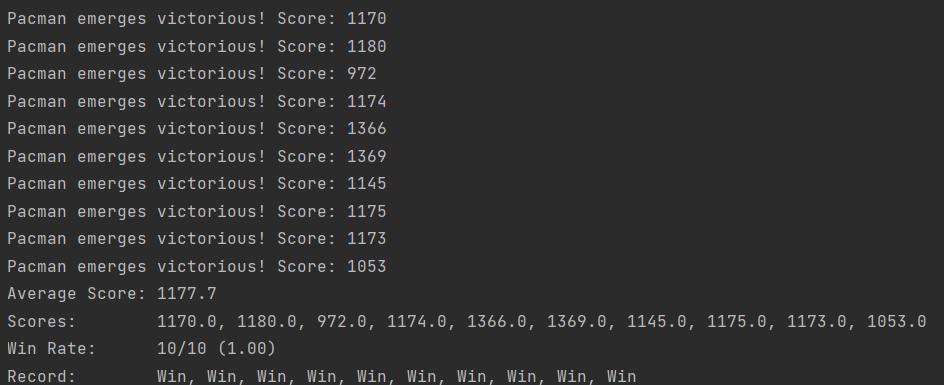 Pacman emerges victorious! Score: 1170
Pacman emerges victorious! Score: 1180
Pacman emerges victorious! Score: 972
Pacman emerges victorious! Score: 1174
Pacman emerges victorious! Score: 1366
Pacman emerges victorious! Score: 1369
Pacman emerges victorious! Score: 1145
Pacman emerges victorious! Score: 1175
Pacman emerges victorious! Score: 1173
Pacman emerges victorious! Score: 1053
Average Score: 1177.7
Scores:        1170.0, 1180.0, 972.0, 1174.0, 1366.0, 1369.0, 1145.0, 1175.0, 1173.0, 1053.0
Win Rate:      10/10 (1.00)
Record:        Win, Win, Win, Win, Win, Win, Win, Win, Win, Win